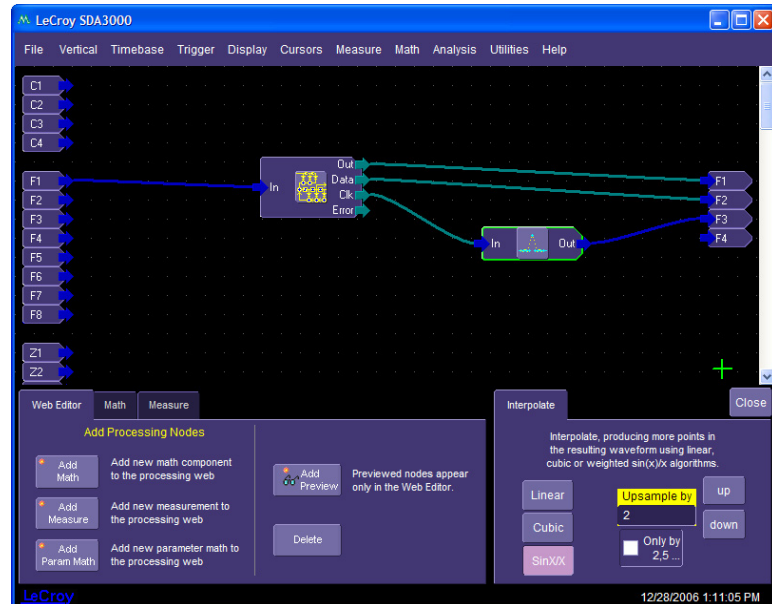 LeCroy SDA3000
File Vertical Timebase Trigger Display Cursors Measure Math Analysis Utilities Help
C1
C2
C3
C4
F1
F2
F3
F4
F5
F6
F7
F8
Z1
Z2
In
Out
Data
Clk
Error
In Out
F1
F2
F3
F4
Web Editor Math Measure
Add Processing Nodes
Add Math
Add new math component
to the processing web
Add Measure
Add new measurement to
the processing web
Add Param Math
Add new parameter math to
the processing web
Add Preview
Previewed nodes appear
only in the Web Editor.
Delete
Interpolate
Close
Interpolate, producing more points in
the resulting waveform using linear,
cubic or weighted sin(x)/x algorithms.
Linear
Cubic
SinX/X
Upsample by
2
Only by
2,5 ...
up
down
LeCroy
12/28/2006 1:11:05 PM